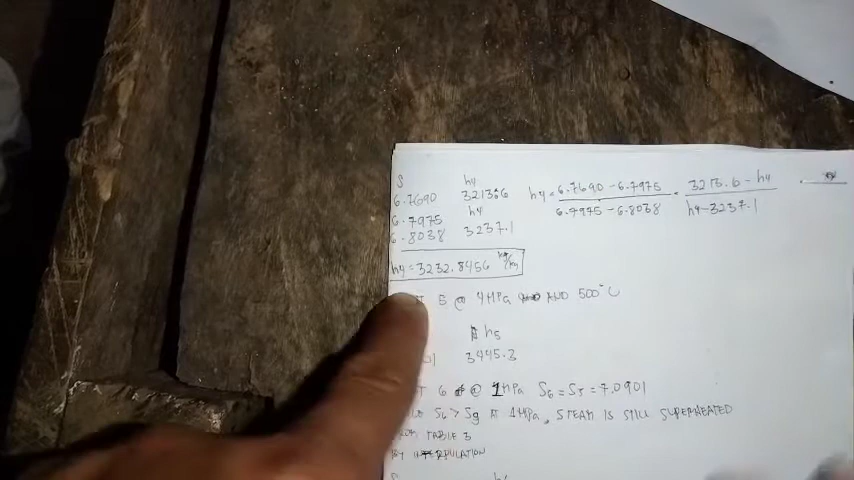 S h4
6.7690 3213.6 h4 = 6.7690 - 6.7975 / 6.7975 - 6.8038 = 3213.6 - h4 / h4 - 3237.1
6.7975 h4
6.8038 3237.1
h4 = 3232.8456 kJ/kg
5 @ 4MPa AND 500°C
h5
3445.3
6 @ 1MPa S6 = S5 = 7.0901
S6 > Sg @ 1MPa, STEAM IS STILL SUPERHEATED
TABLE 3
BY INTERPOLATION